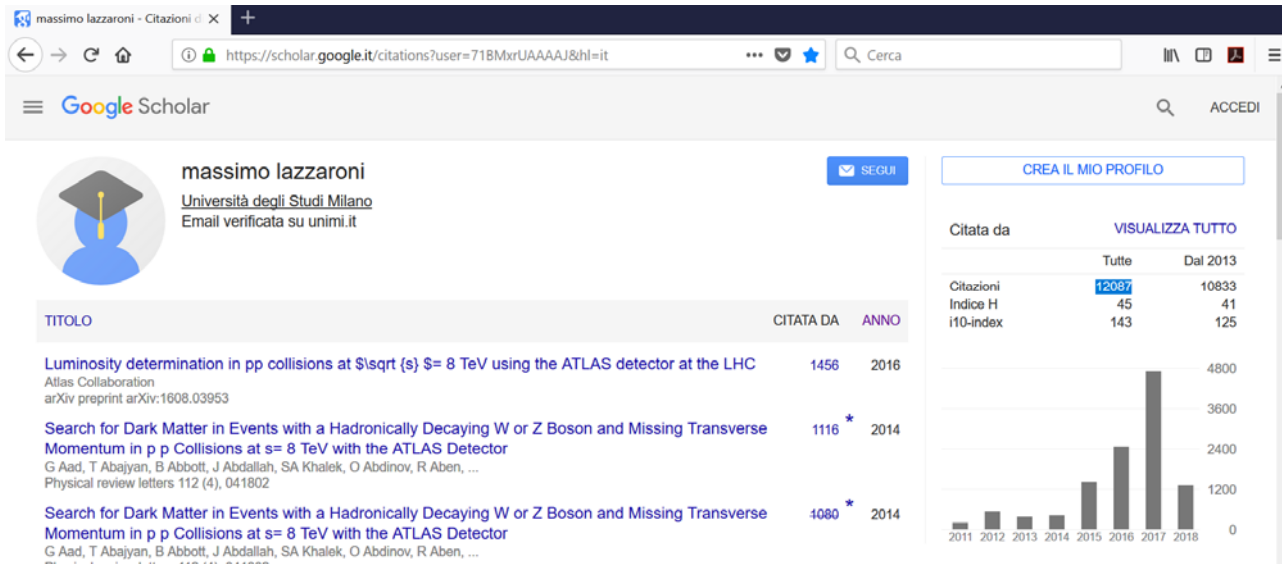 massimo lazzaroni - Citazioni d
https://scholar.google.it/citations?user=71BMxrUAAAAJ&hl=it
Cerca
Google Scholar
ACCEDI
massimo lazzaroni
SEGUI
Università degli Studi Milano
Email verificata su unimi.it
CREA IL MIO PROFILO
Citata da VISUALIZZA TUTTO
Tutte Dal 2013
Citazioni 12087 10833
Indice H 45 41
i10-index 143 125
TITOLO CITATA DA ANNO
Luminosity determination in pp collisions at $\sqrt {s} $= 8 TeV using the ATLAS detector at the LHC 1456 2016
Atlas Collaboration
arXiv preprint arXiv:1608.03953
Search for Dark Matter in Events with a Hadronically Decaying W or Z Boson and Missing Transverse 1116 * 2014
Momentum in p p Collisions at s= 8 TeV with the ATLAS Detector
G Aad, T Abajyan, B Abbott, J Abdallah, SA Khalek, O Abdinov, R Aben, ...
Physical review letters 112 (4), 041802
Search for Dark Matter in Events with a Hadronically Decaying W or Z Boson and Missing Transverse 1080 * 2014
Momentum in p p Collisions at s= 8 TeV with the ATLAS Detector
G Aad, T Abajyan, B Abbott, J Abdallah, SA Khalek, O Abdinov, R Aben, ...
4800
3600
2400
1200
0
2011 2012 2013 2014 2015 2016 2017 2018